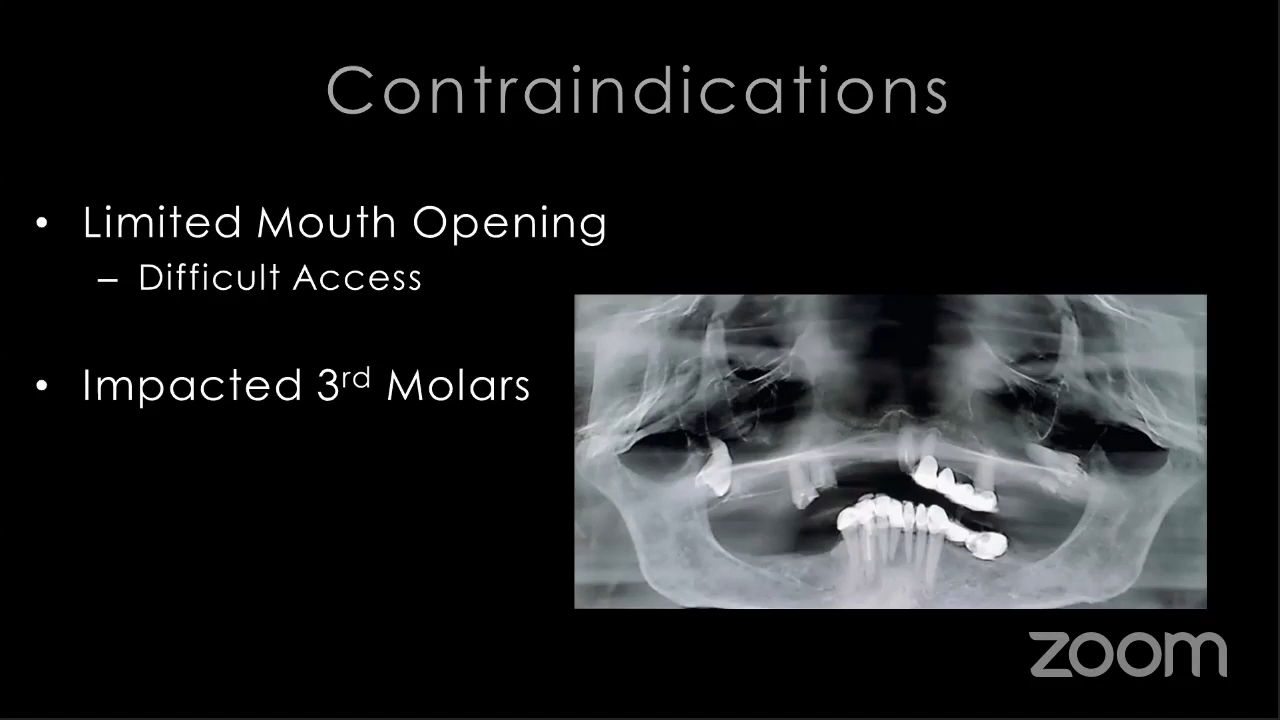 Contraindications
• Limited Mouth Opening
– Difficult Access
• Impacted 3rd Molars
zoom